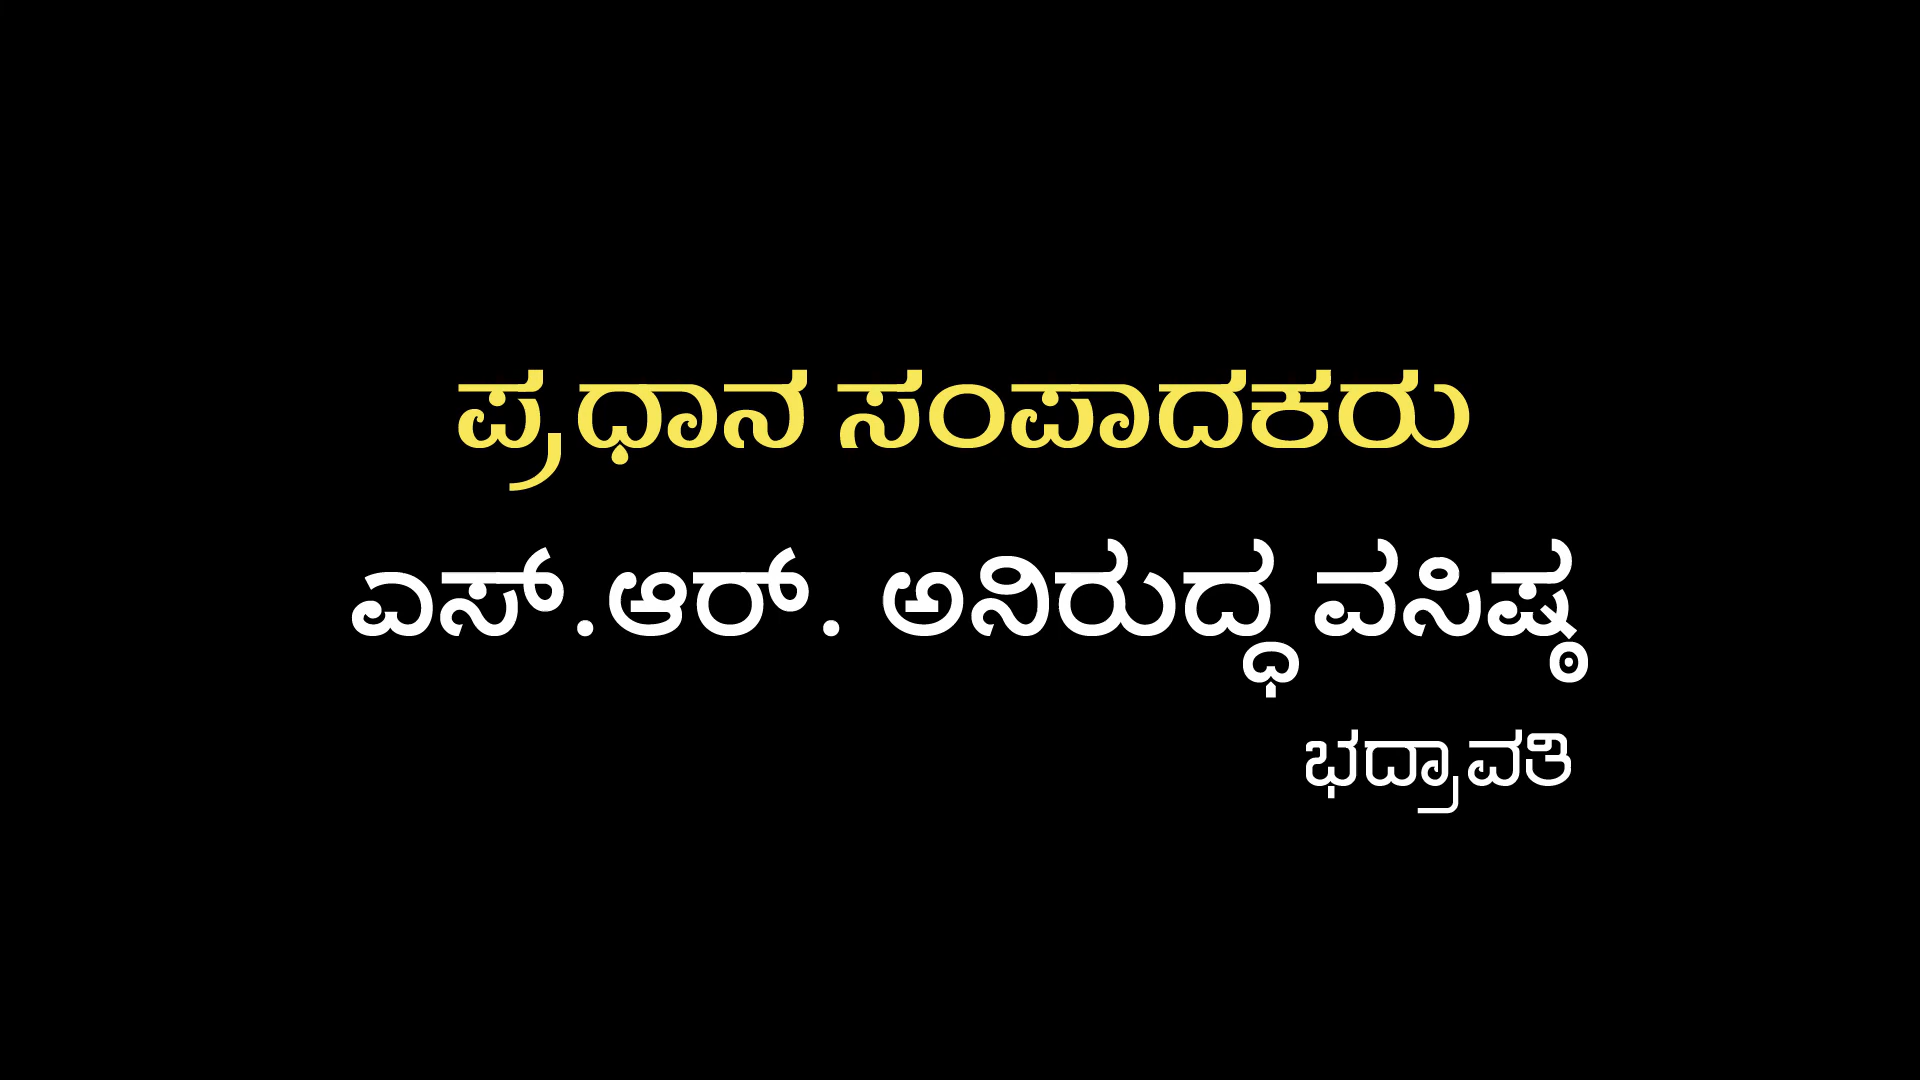 ಪ್ರಧಾನ ಸಂಪಾದಕರು
ಎಸ್.ಆರ್. ಅನಿರುದ್ಧ ವಸಿಷ್ಠ
ಭದ್ರಾವತಿ